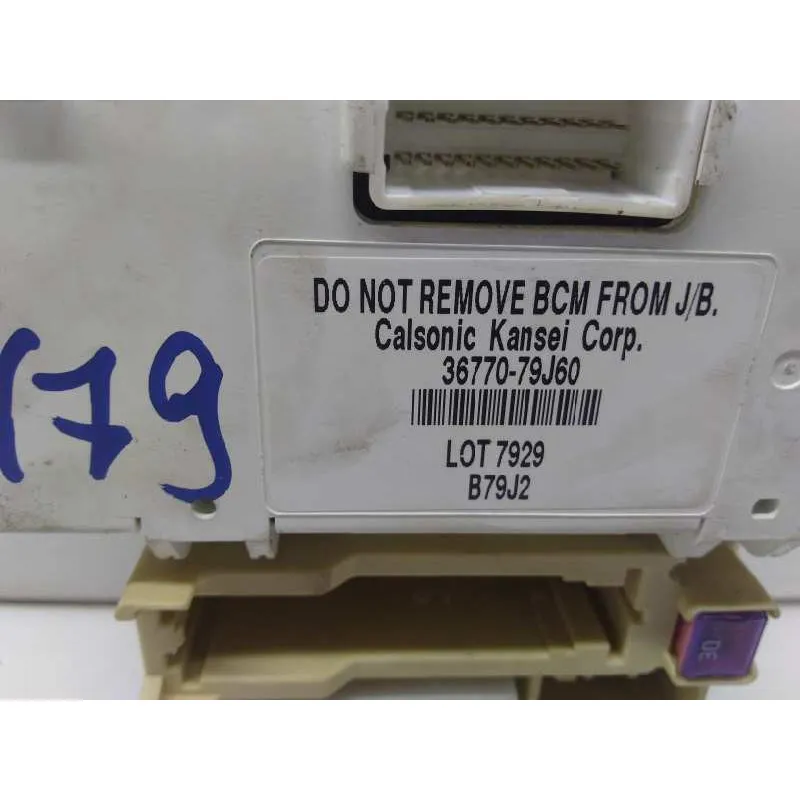 DO NOT REMOVE BCM FROM J/B.
Calsonic Kansei Corp.
36770-79J60
LOT 7929
B79J2
179
30